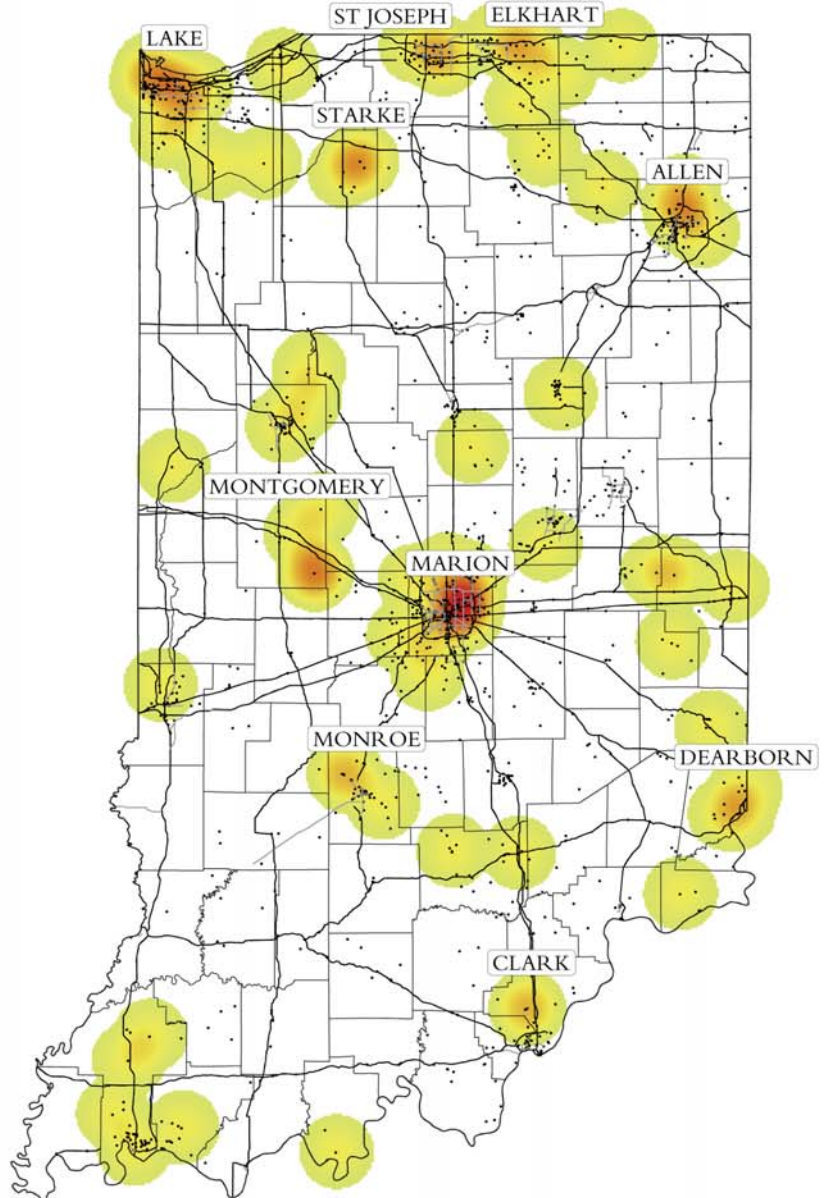 ST JOSEPH
ELKHART
LAKE
STARKE
ALLEN
MONTGOMERY
MARION
MONROE
DEARBORN
CLARK